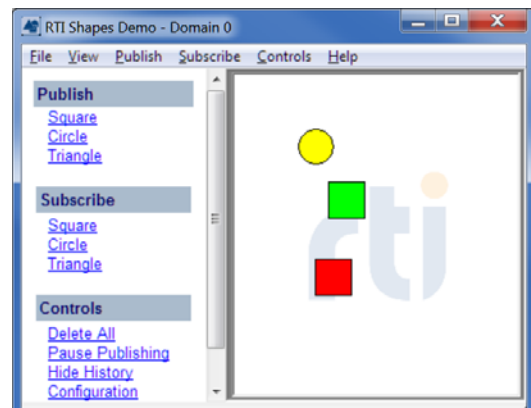 RTI Shapes Demo - Domain 0
File View Publish Subscribe Controls Help
Publish
Square
Circle
Triangle
Subscribe
Square
Circle
Triangle
Controls
Delete All
Pause Publishing
Hide History
Configuration
rti